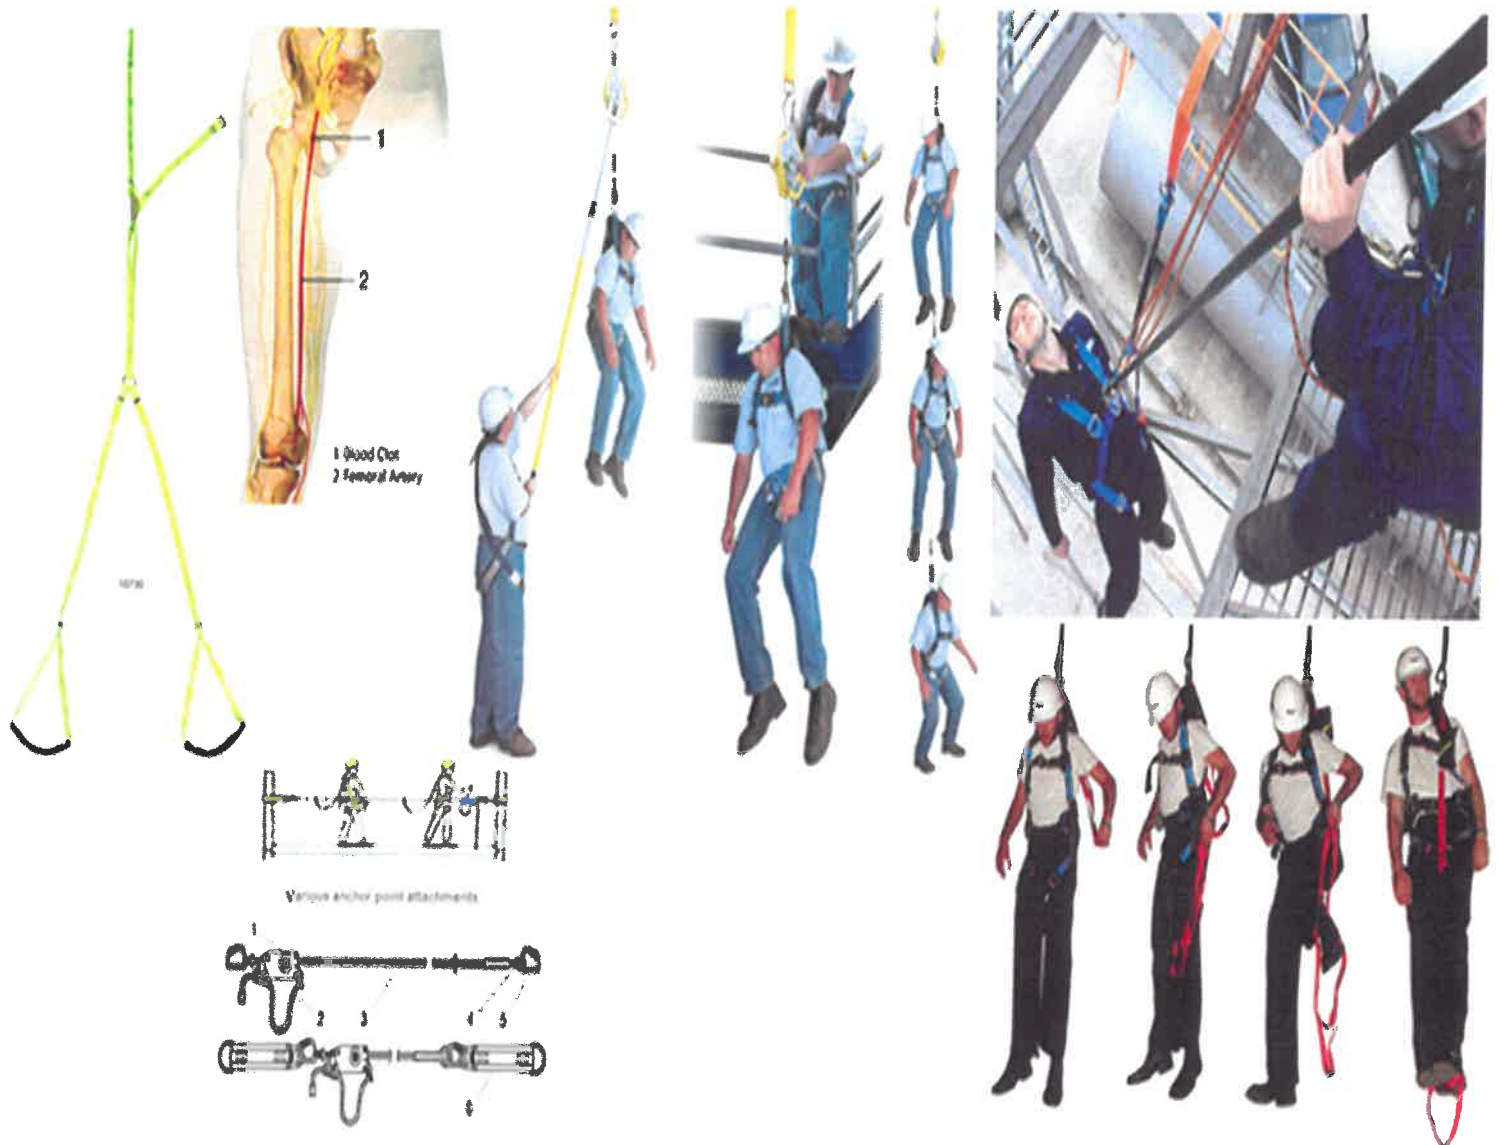 1
2
1 Blood Clot
2 Femoral Artery
Various anchor point attachments
1
2 3 4 5
6